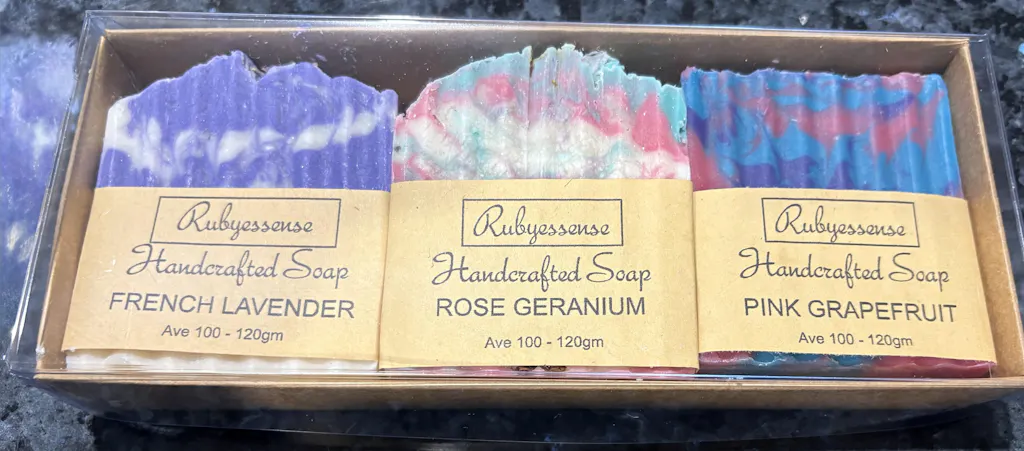 Rubyessense
Handcrafted Soap
FRENCH LAVENDER
Ave 100 - 120gm
Rubyessense
Handcrafted Soap
ROSE GERANIUM
Ave 100 - 120gm
Rubyessense
Handcrafted Soap
PINK GRAPEFRUIT
Ave 100 - 120gm